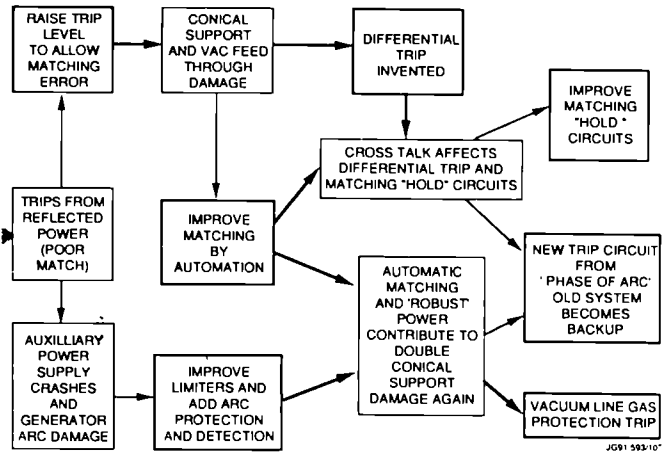 RAISE TRIP
LEVEL
TO ALLOW
MATCHING
ERROR
CONICAL
SUPPORT
AND VAC FEED
THROUGH
DAMAGE
DIFFERENTIAL
TRIP
INVENTED
IMPROVE
MATCHING
"HOLD"
CIRCUITS
CROSS TALK AFFECTS
DIFFERENTIAL TRIP AND
MATCHING "HOLD" CIRCUITS
TRIPS FROM
REFLECTED
POWER
(POOR
MATCH)
IMPROVE
MATCHING
BY
AUTOMATION
AUTOMATIC
MATCHING
AND 'ROBUST'
POWER
CONTRIBUTE TO
DOUBLE
CONICAL
SUPPORT
DAMAGE AGAIN
NEW TRIP CIRCUIT
FROM
'PHASE OF ARC'
OLD SYSTEM
BECOMES
BACKUP
AUXILLIARY
POWER
SUPPLY
CRASHES
AND
GENERATOR
ARC DAMAGE
IMPROVE
LIMITERS AND
ADD ARC
PROTECTION
AND DETECTION
VACUUM LINE GAS
PROTECTION TRIP
JG91 593/10